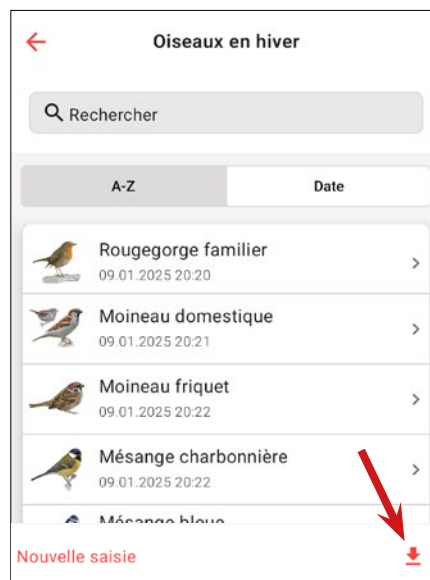 Oiseaux en hiver
Rechercher
A-Z
Date
Rougegorge familier
09.01.2025 20:20
Moineau domestique
09.01.2025 20:21
Moineau friquet
09.01.2025 20:22
Mésange charbonnière
09.01.2025 20:22
Mésange bleue
Nouvelle saisie